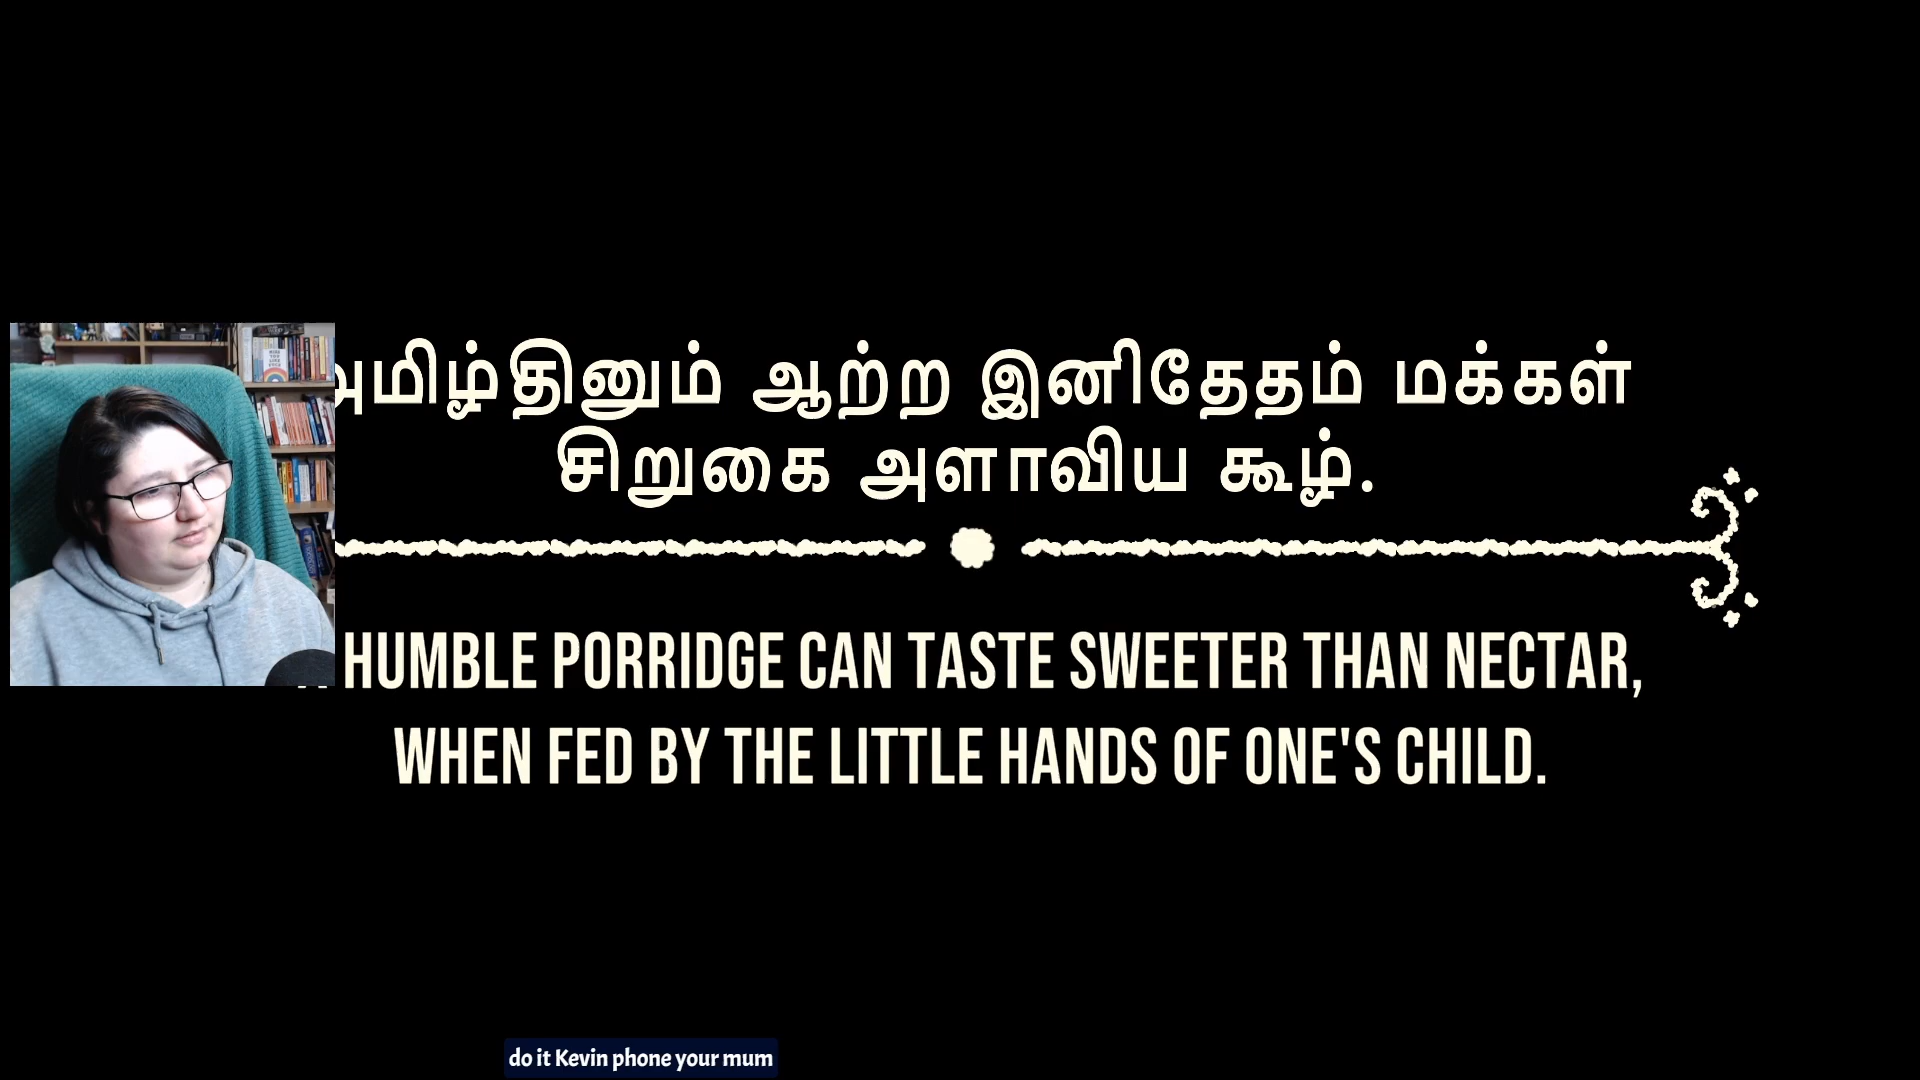 அமிழ்தினும் ஆற்ற இனிதேதம் மக்கள்
சிறுகை அளாவிய கூழ்.
HUMBLE PORRIDGE CAN TASTE SWEETER THAN NECTAR,
WHEN FED BY THE LITTLE HANDS OF ONE'S CHILD.
do it Kevin phone your mum